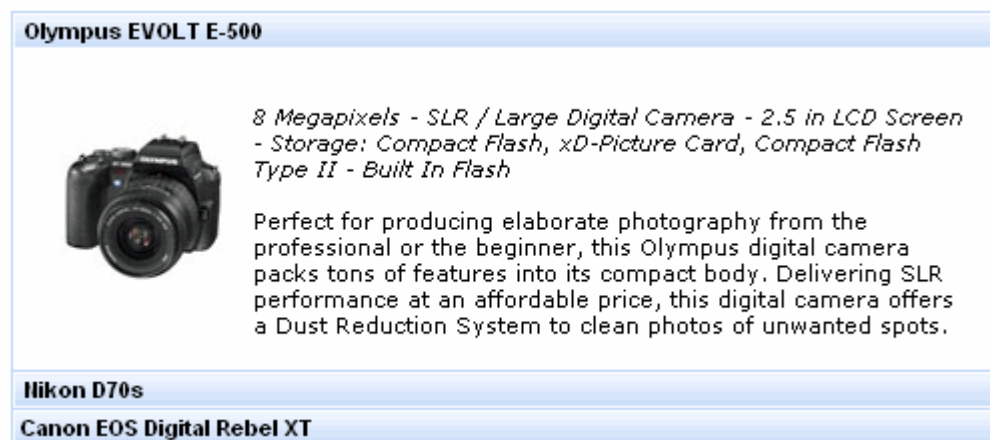 Olympus EVOLT E-500
8 Megapixels - SLR / Large Digital Camera - 2.5 in LCD Screen
- Storage: Compact Flash, xD-Picture Card, Compact Flash
Type II - Built In Flash
OLYMPUS
Perfect for producing elaborate photography from the
professional or the beginner, this Olympus digital camera
packs tons of features into its compact body. Delivering SLR
performance at an affordable price, this digital camera offers
a Dust Reduction System to clean photos of unwanted spots.
Nikon D70s
Canon EOS Digital Rebel XT